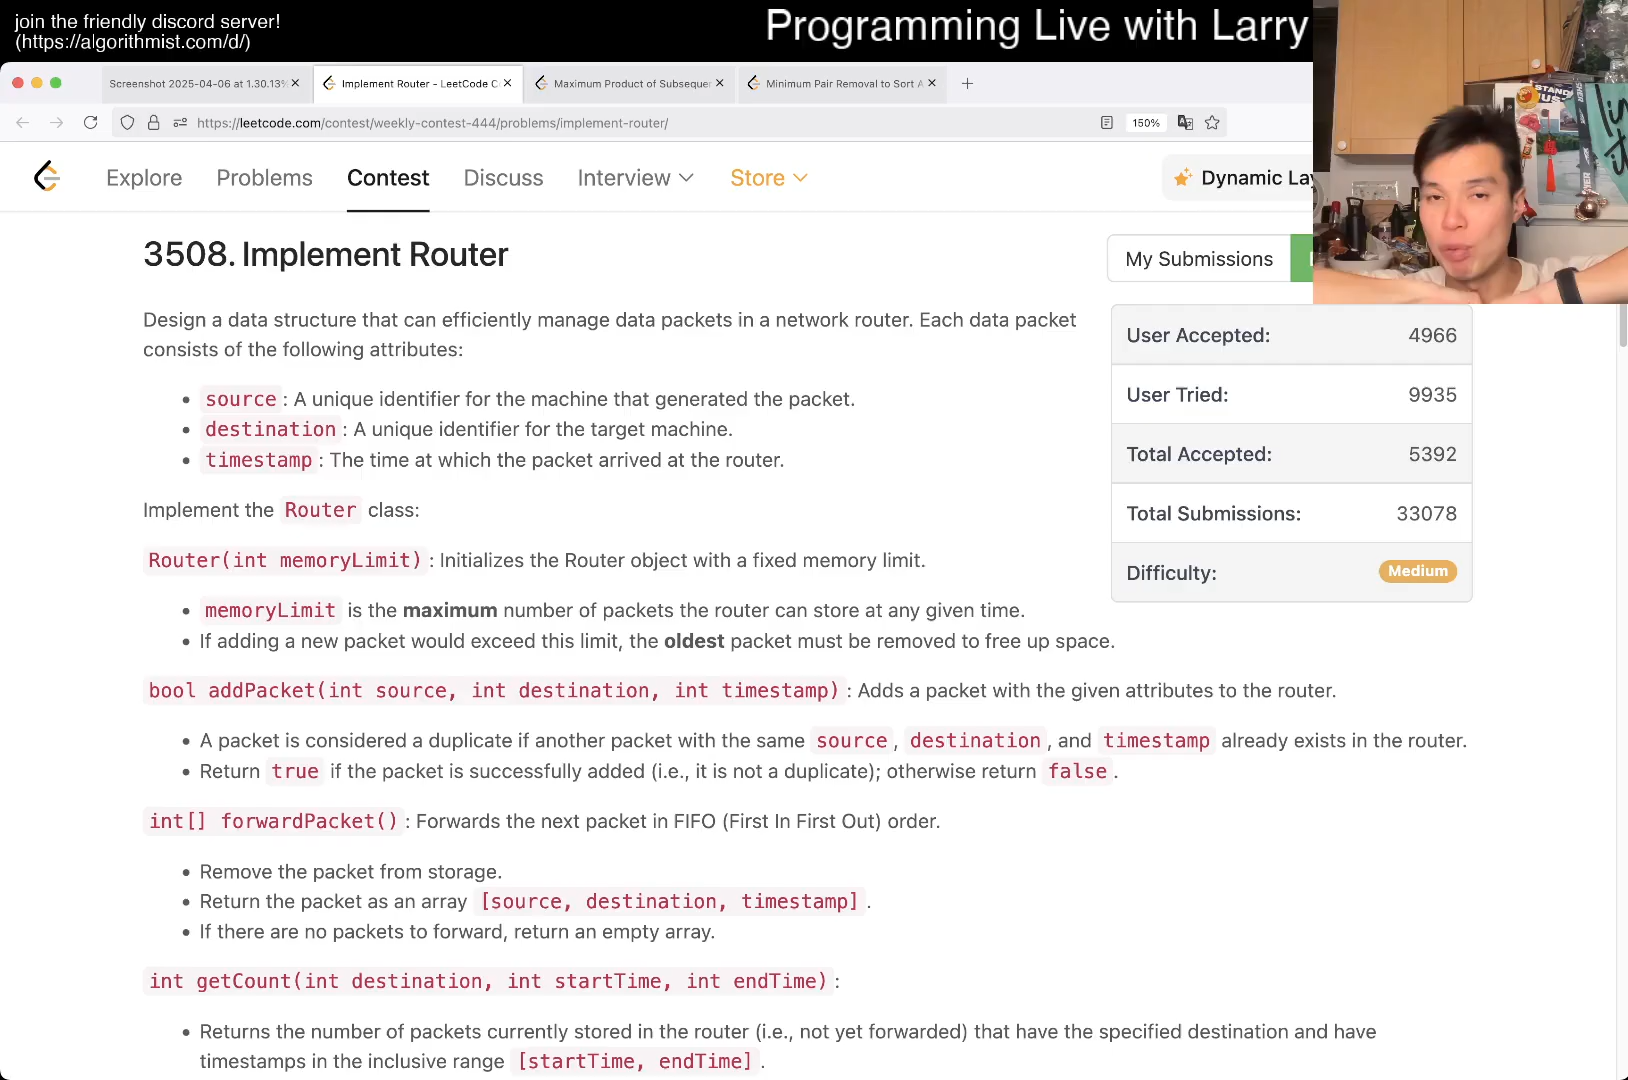 join the friendly discord server!
(https://algorithmist.com/d/)
Programming Live with Larry
Screenshot 2025-04-06 at 1.30.13
Implement Router - LeetCode C
Maximum Product of Subsequer
Minimum Pair Removal to Sort A
https://leetcode.com/contest/weekly-contest-444/problems/implement-router/
150%
Explore Problems Contest Discuss Interview Store
Dynamic Lay
3508. Implement Router
My Submissions
Design a data structure that can efficiently manage data packets in a network router. Each data packet
consists of the following attributes:
User Accepted: 4966
User Tried: 9935
Total Accepted: 5392
Total Submissions: 33078
Difficulty: Medium
• source : A unique identifier for the machine that generated the packet.
• destination : A unique identifier for the target machine.
• timestamp : The time at which the packet arrived at the router.
Implement the Router class:
Router(int memoryLimit) : Initializes the Router object with a fixed memory limit.
• memoryLimit is the maximum number of packets the router can store at any given time.
• If adding a new packet would exceed this limit, the oldest packet must be removed to free up space.
bool addPacket(int source, int destination, int timestamp) : Adds a packet with the given attributes to the router.
• A packet is considered a duplicate if another packet with the same source , destination , and timestamp already exists in the router.
• Return true if the packet is successfully added (i.e., it is not a duplicate); otherwise return false .
int[] forwardPacket() : Forwards the next packet in FIFO (First In First Out) order.
• Remove the packet from storage.
• Return the packet as an array [source, destination, timestamp] .
• If there are no packets to forward, return an empty array.
int getCount(int destination, int startTime, int endTime) :
• Returns the number of packets currently stored in the router (i.e., not yet forwarded) that have the specified destination and have
timestamps in the inclusive range [startTime, endTime] .